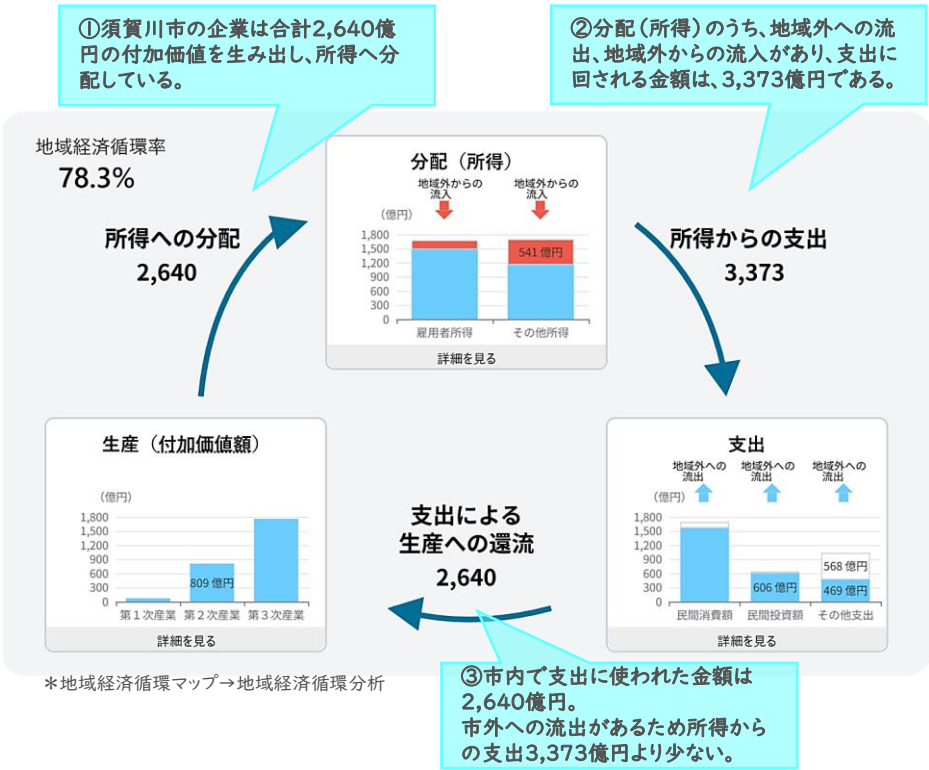 ①須賀川市の企業は合計2,640億
円の付加価値を生み出し、所得へ分
配している。
②分配(所得)のうち、地域外への流
出、地域外からの流入があり、支出に
回される金額は、3,373億円である。
地域経済循環率
78.3%
分配(所得)
地域外からの
流入
地域外からの
流入
(億円)
1,800
1,500
1,200
900
600
300
0
541 億円
雇用者所得
その他所得
詳細を見る
所得への分配
2,640
所得からの支出
3,373
生産(付加価値額)
(億円)
1,800
1,500
1,200
900
600
300
0
809 億円
第1次産業
第2次産業
第3次産業
詳細を見る
支出による
生産への還流
2,640
支出
地域外への
流出
地域外への
流出
地域外への
流出
(億円)
1,800
1,500
1,200
900
600
300
0
606 億円
568 億円
469 億円
民間消費額
民間投資額
その他支出
詳細を見る
*地域経済循環マップ→地域経済循環分析
③市内で支出に使われた金額は
2,640億円。
市外への流出があるため所得から
の支出3,373億円より少ない。